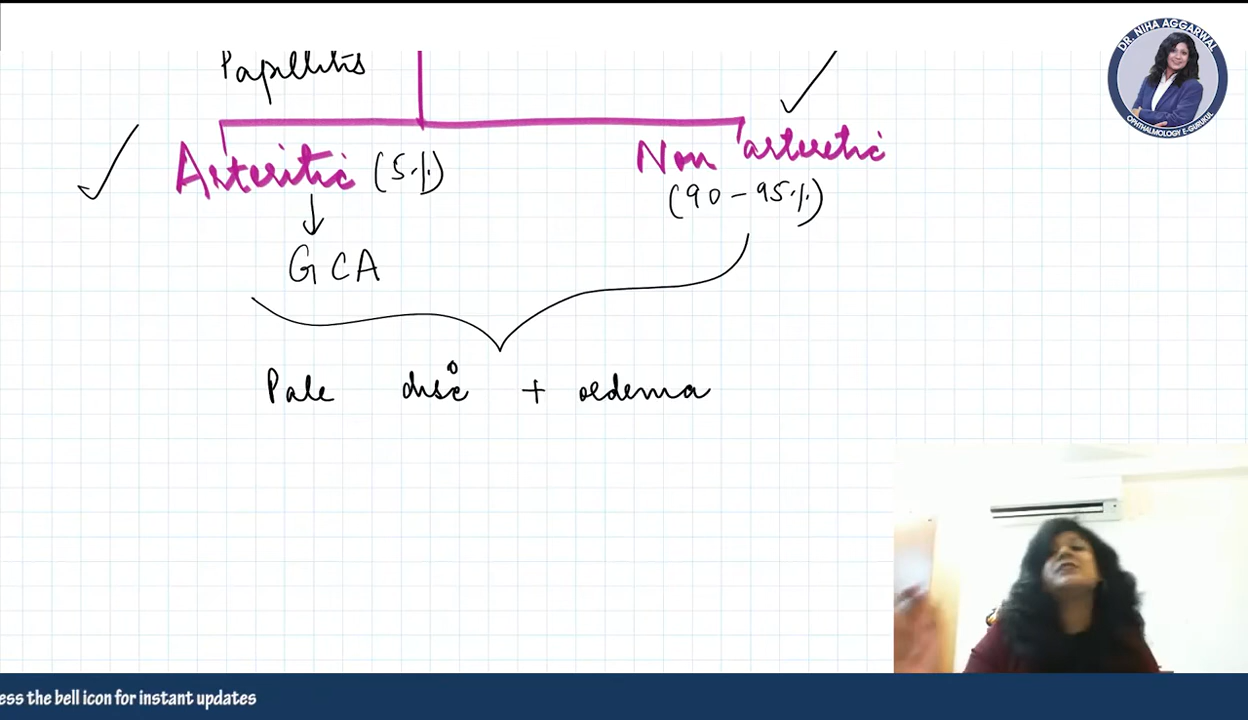 DR. NIHA AGGARWAL
OPHTHALMOLOGY E-GURUKUL
Papillitis
Arteritic (5%)
Non arteretic
(90-95%)
GCA
Pale disc + oedema
ess the bell icon for instant updates